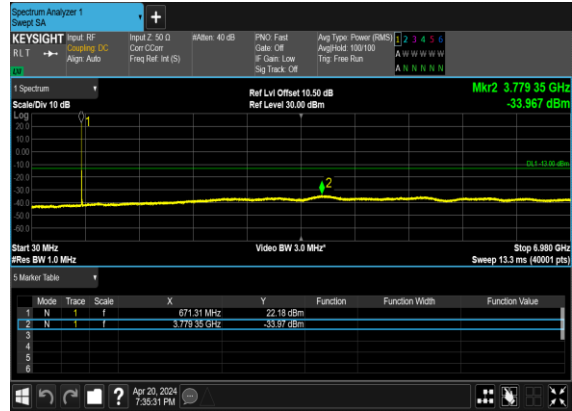 Spectrum Analyzer 1
Swept SA
+
KEYSIGHT Input: RF Input Z: 50 Ω #Atten: 40 dB PNO: Fast Avg Type: Power (RMS) 1 2 3 4 5 6
RLT Coupling: DC Corr CCorr Gate: Off Avg|Hold: 100/100 A W W W W W
Align: Auto Freq Ref: Int (S) IF Gain: Low Trig: Free Run
Sig Track: Off A N N N N N
1 Spectrum Ref Lvl Offset 10.50 dB Mkr2 3.779 35 GHz
Scale/Div 10 dB Ref Level 30.00 dBm -33.967 dBm
Log
1
20.0
10.0
0.00
-10.0
DL1 -13.00 dBm
-20.0
2
-30.0
-40.0
-50.0
-60.0
Start 30 MHz Video BW 3.0 MHz* Stop 6.980 GHz
#Res BW 1.0 MHz Sweep 13.3 ms (40001 pts)
5 Marker Table
Mode Trace Scale X Y Function Function Width Function Value
1 N 1 f 671.31 MHz 22.18 dBm
2 N 1 f 3.779 35 GHz -33.97 dBm
3
4
5
6
? Apr 20, 2024
7:35:31 PM